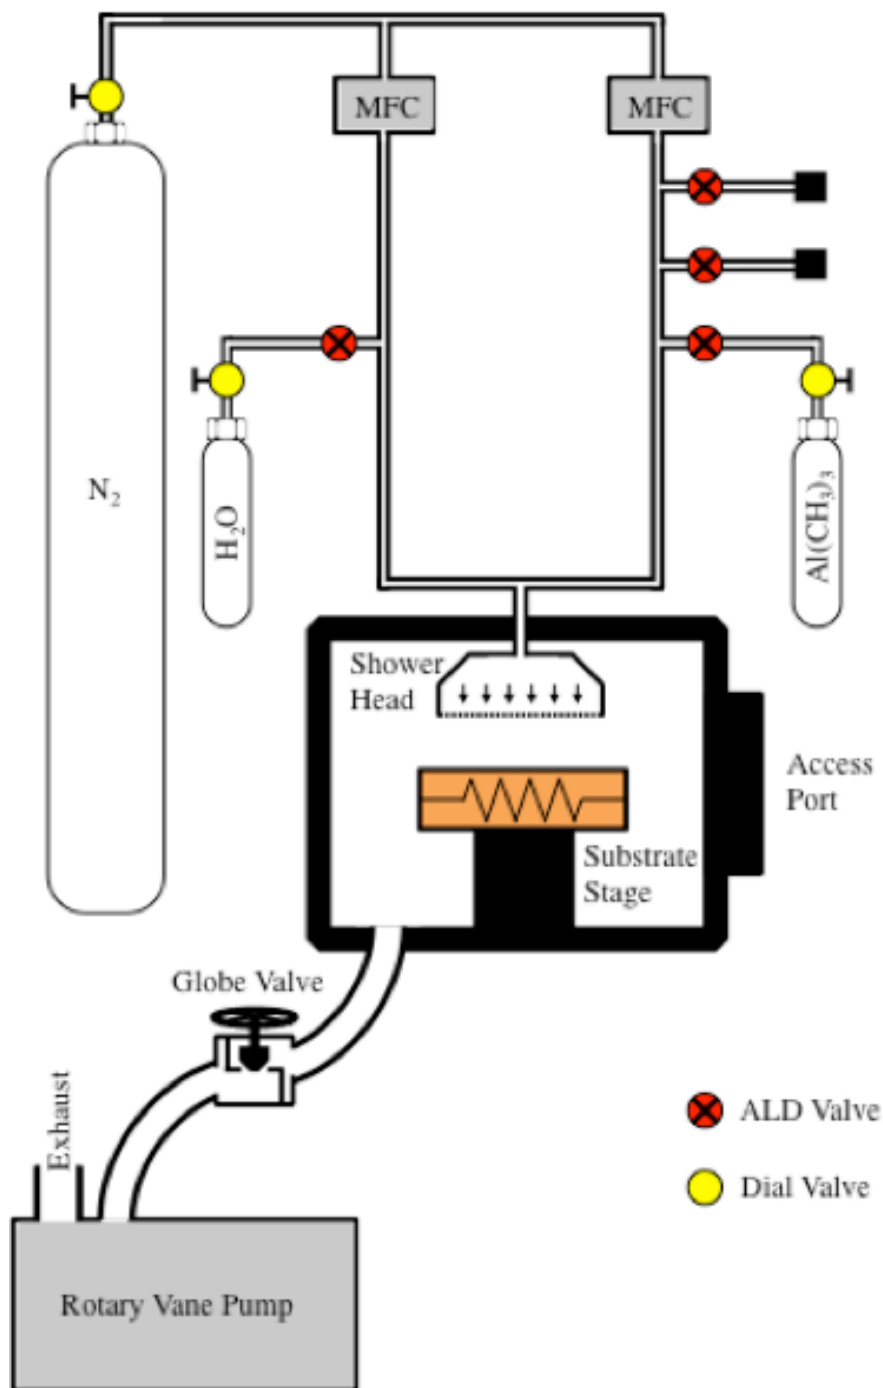 MFC
MFC
N₂
H₂O
Al(CH₃)₃
Shower
Head
Access
Port
Substrate
Stage
Globe Valve
Exhaust
ALD Valve
Dial Valve
Rotary Vane Pump